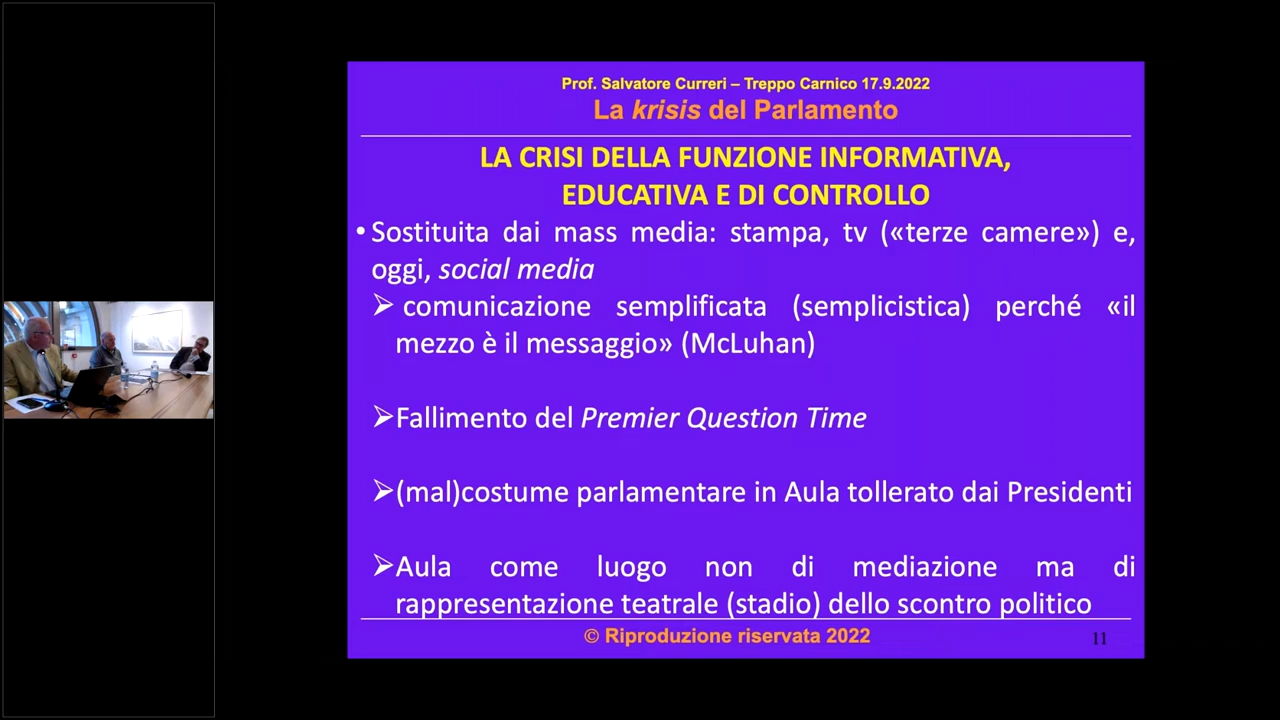 Prof. Salvatore Curreri – Treppo Carnico 17.9.2022
La krisis del Parlamento
LA CRISI DELLA FUNZIONE INFORMATIVA,
EDUCATIVA E DI CONTROLLO
• Sostituita dai mass media: stampa, tv («terze camere») e,
oggi, social media
➢ comunicazione semplificata (semplicistica) perché «il
mezzo è il messaggio» (McLuhan)
➢Fallimento del Premier Question Time
➢(mal)costume parlamentare in Aula tollerato dai Presidenti
➢Aula come luogo non di mediazione ma di
rappresentazione teatrale (stadio) dello scontro politico
© Riproduzione riservata 2022
11